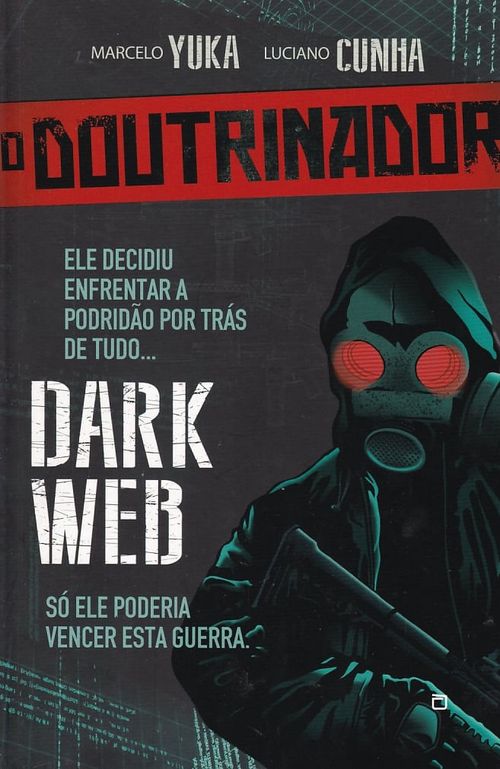 MARCELO YUKA LUCIANO CUNHA
O DOUTRINADOR
ELE DECIDIU
ENFRENTAR A
PODRIDÃO POR TRÁS
DE TUDO...
DARK
WEB
SÓ ELE PODERIA
VENCER ESTA GUERRA.